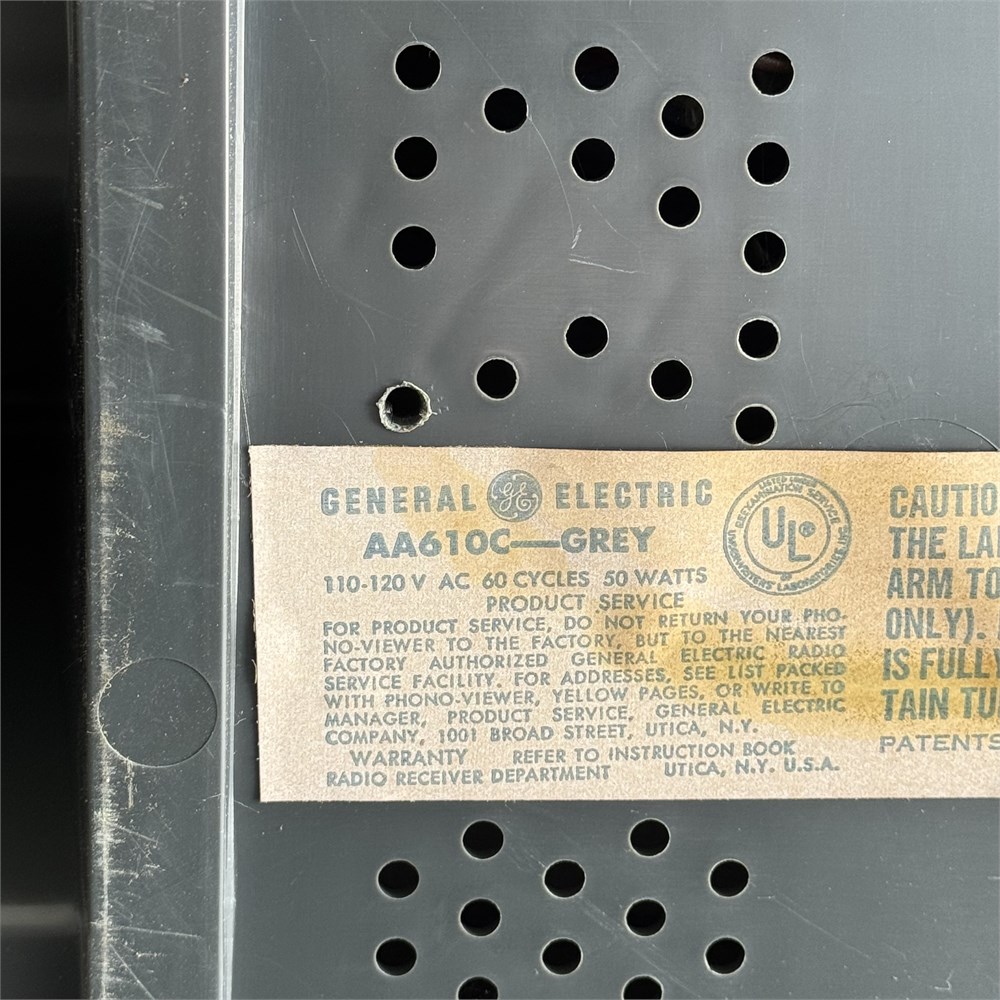 GENERAL GE ELECTRIC
AA610C—GREY
110-120 V AC 60 CYCLES 50 WATTS
PRODUCT SERVICE
FOR PRODUCT SERVICE, DO NOT RETURN YOUR PHO-
NO-VIEWER TO THE FACTORY, BUT TO THE NEAREST
FACTORY AUTHORIZED GENERAL ELECTRIC RADIO
SERVICE FACILITY. FOR ADDRESSES, SEE LIST PACKED
WITH PHONO-VIEWER, YELLOW PAGES, OR WRITE TO
MANAGER, PRODUCT SERVICE, GENERAL ELECTRIC
COMPANY, 1001 BROAD STREET, UTICA, N.Y.
WARRANTY REFER TO INSTRUCTION BOOK
RADIO RECEIVER DEPARTMENT UTICA, N.Y. U.S.A.
UL
CAUTIO
THE LA
ARM TO
ONLY).
IS FULLY
TAIN TU
PATENTS